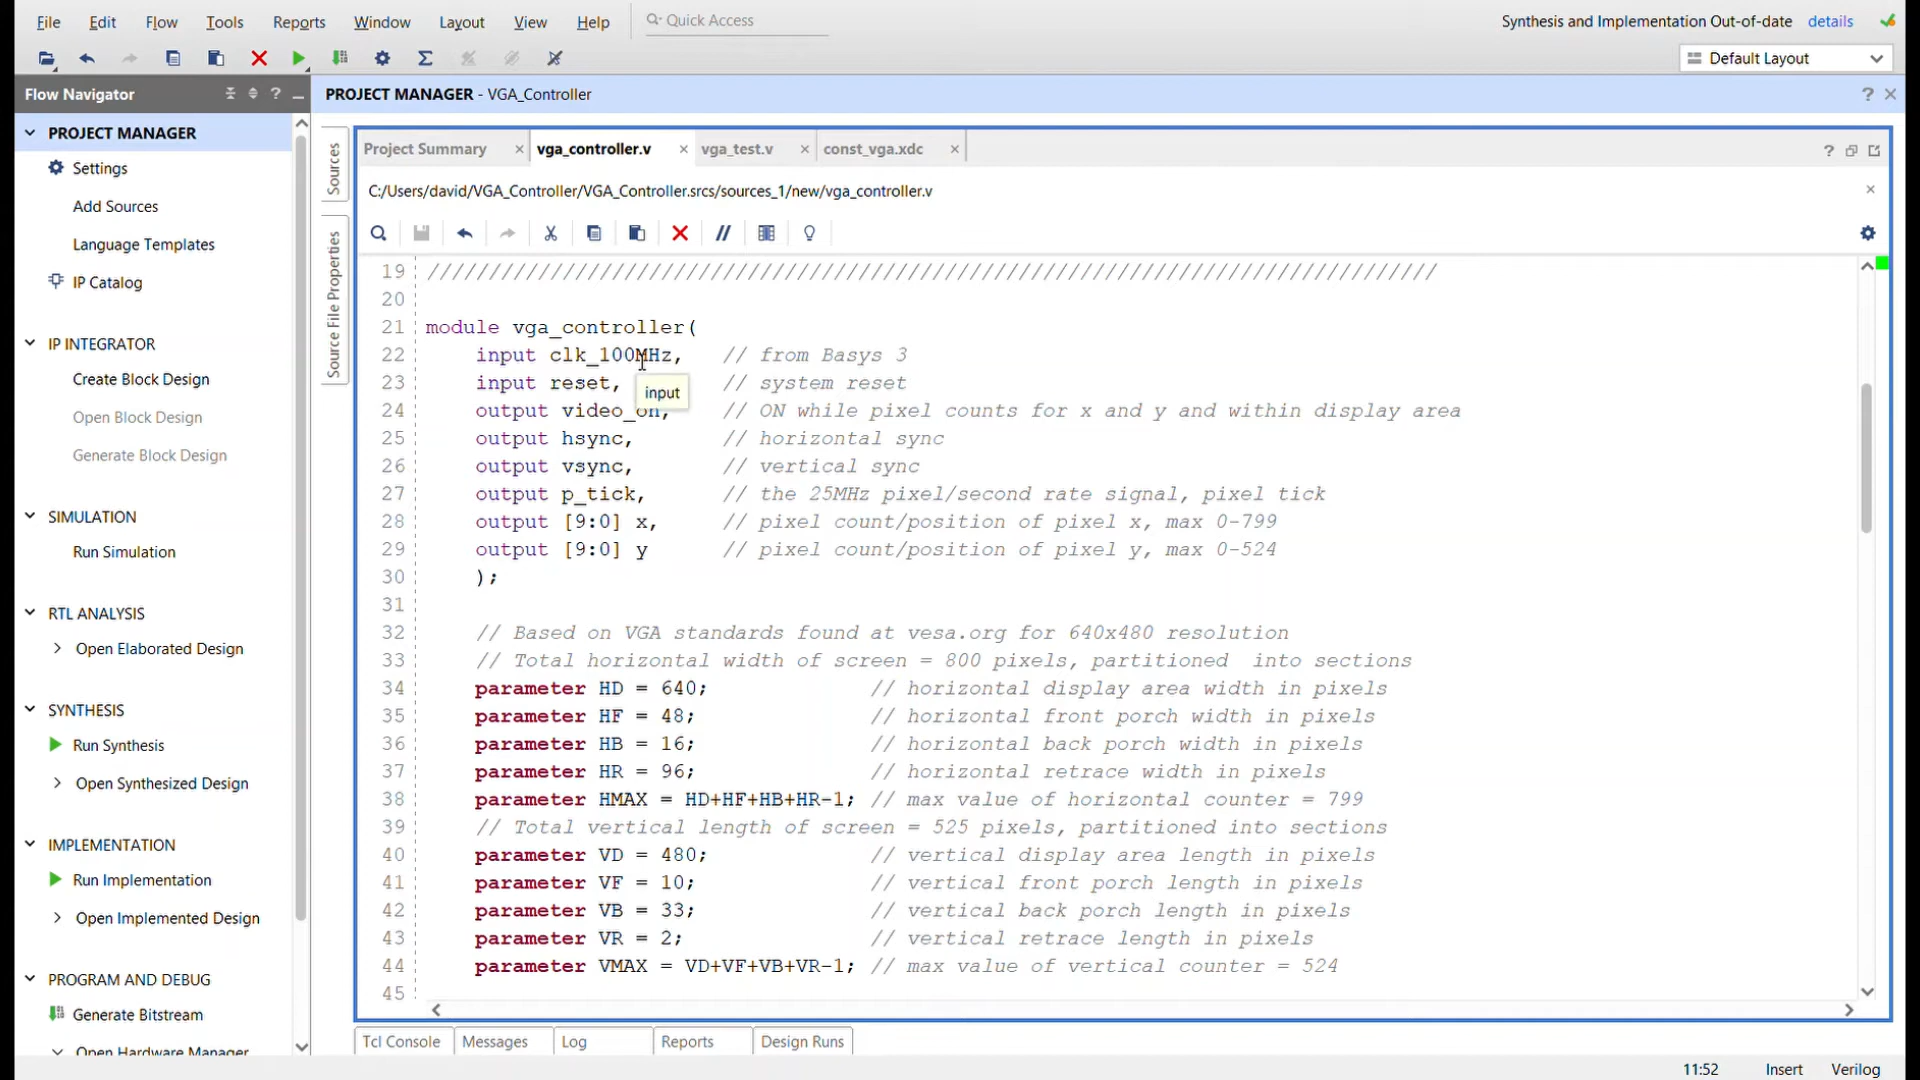 File Edit Flow Tools Reports Window Layout View Help Quick Access Synthesis and Implementation Out-of-date details
Default Layout
Flow Navigator ?
PROJECT MANAGER - VGA_Controller ?
PROJECT MANAGER
Settings
Add Sources
Language Templates
IP Catalog
IP INTEGRATOR
Create Block Design
Open Block Design
Generate Block Design
SIMULATION
Run Simulation
RTL ANALYSIS
Open Elaborated Design
SYNTHESIS
Run Synthesis
Open Synthesized Design
IMPLEMENTATION
Run Implementation
Open Implemented Design
PROGRAM AND DEBUG
Generate Bitstream
Open Hardware Manager
Sources
Source File Properties
Project Summary vga_controller.v vga_test.v const_vga.xdc ?
C:/Users/david/VGA_Controller/VGA_Controller.srcs/sources_1/new/vga_controller.v
19 //////////////////////////////////////////////////////////////////////////////////
20
21 module vga_controller(
22 input clk_100MHz, // from Basys 3
23 input reset, // system reset
input
24 output video_on, // ON while pixel counts for x and y and within display area
25 output hsync, // horizontal sync
26 output vsync, // vertical sync
27 output p_tick, // the 25MHz pixel/second rate signal, pixel tick
28 output [9:0] x, // pixel count/position of pixel x, max 0-799
29 output [9:0] y // pixel count/position of pixel y, max 0-524
30 );
31
32 // Based on VGA standards found at vesa.org for 640x480 resolution
33 // Total horizontal width of screen = 800 pixels, partitioned  into sections
34 parameter HD = 640; // horizontal display area width in pixels
35 parameter HF = 48; // horizontal front porch width in pixels
36 parameter HB = 16; // horizontal back porch width in pixels
37 parameter HR = 96; // horizontal retrace width in pixels
38 parameter HMAX = HD+HF+HB+HR-1; // max value of horizontal counter = 799
39 // Total vertical length of screen = 525 pixels, partitioned into sections
40 parameter VD = 480; // vertical display area length in pixels
41 parameter VF = 10; // vertical front porch length in pixels
42 parameter VB = 33; // vertical back porch length in pixels
43 parameter VR = 2; // vertical retrace length in pixels
44 parameter VMAX = VD+VF+VB+VR-1; // max value of vertical counter = 524
45
Tcl Console Messages Log Reports Design Runs
11:52 Insert Verilog